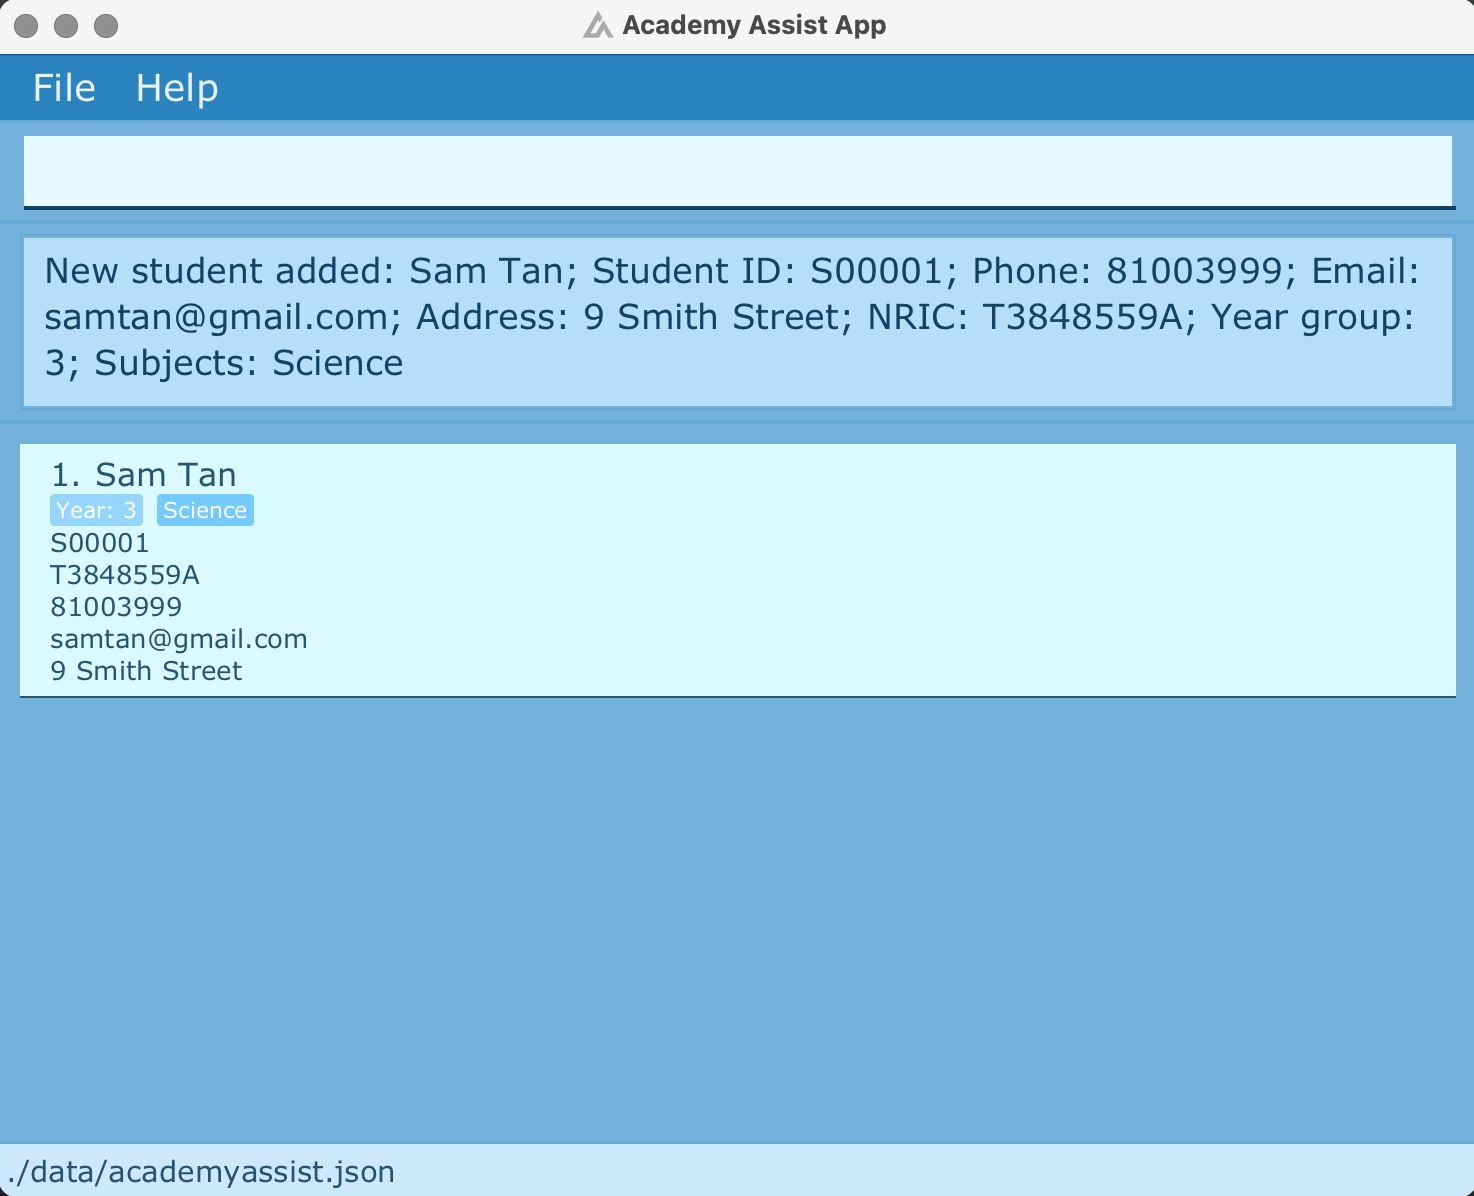 Academy Assist App
File Help
New student added: Sam Tan; Student ID: S00001; Phone: 81003999; Email:
samtan@gmail.com; Address: 9 Smith Street; NRIC: T3848559A; Year group:
3; Subjects: Science
1. Sam Tan
Year: 3 Science
S00001
T3848559A
81003999
samtan@gmail.com
9 Smith Street
./data/academyassist.json